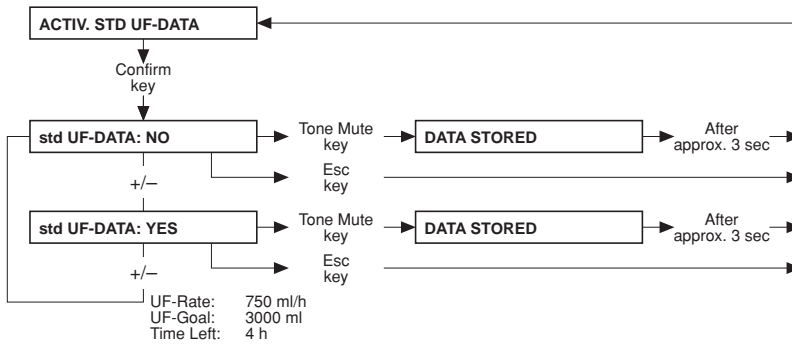 ACTIV. STD UF-DATA
Confirm
key
std UF-DATA: NO
Tone Mute
key
DATA STORED
After
approx. 3 sec
Esc
key
+/–
std UF-DATA: YES
Tone Mute
key
DATA STORED
After
approx. 3 sec
Esc
key
+/–
UF-Rate: 750 ml/h
UF-Goal: 3000 ml
Time Left: 4 h